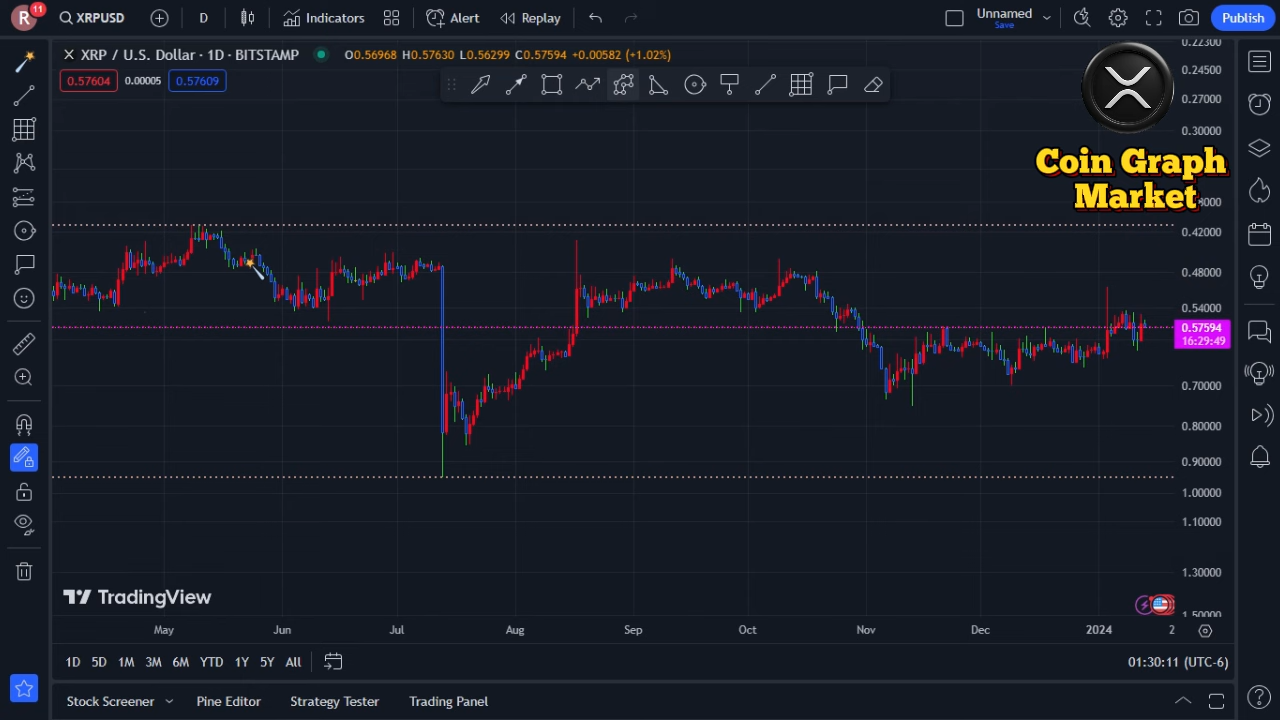 R 11 XRPUSD D Indicators Alert Replay Unnamed Save Publish
XRP / U.S. Dollar · 1D · BITSTAMP O0.56968 H0.57630 L0.56299 C0.57594 +0.00582 (+1.02%)
0.57604 0.00005 0.57609
Coin Graph
Market
0.22300
0.24500
0.27000
0.30000
0.42000
0.48000
0.54000
0.57594
16:29:49
0.70000
0.80000
0.90000
1.00000
1.10000
1.30000
1.50000
TradingView
May Jun Jul Aug Sep Oct Nov Dec 2024 2
1D 5D 1M 3M 6M YTD 1Y 5Y All 01:30:11 (UTC-6)
Stock Screener Pine Editor Strategy Tester Trading Panel